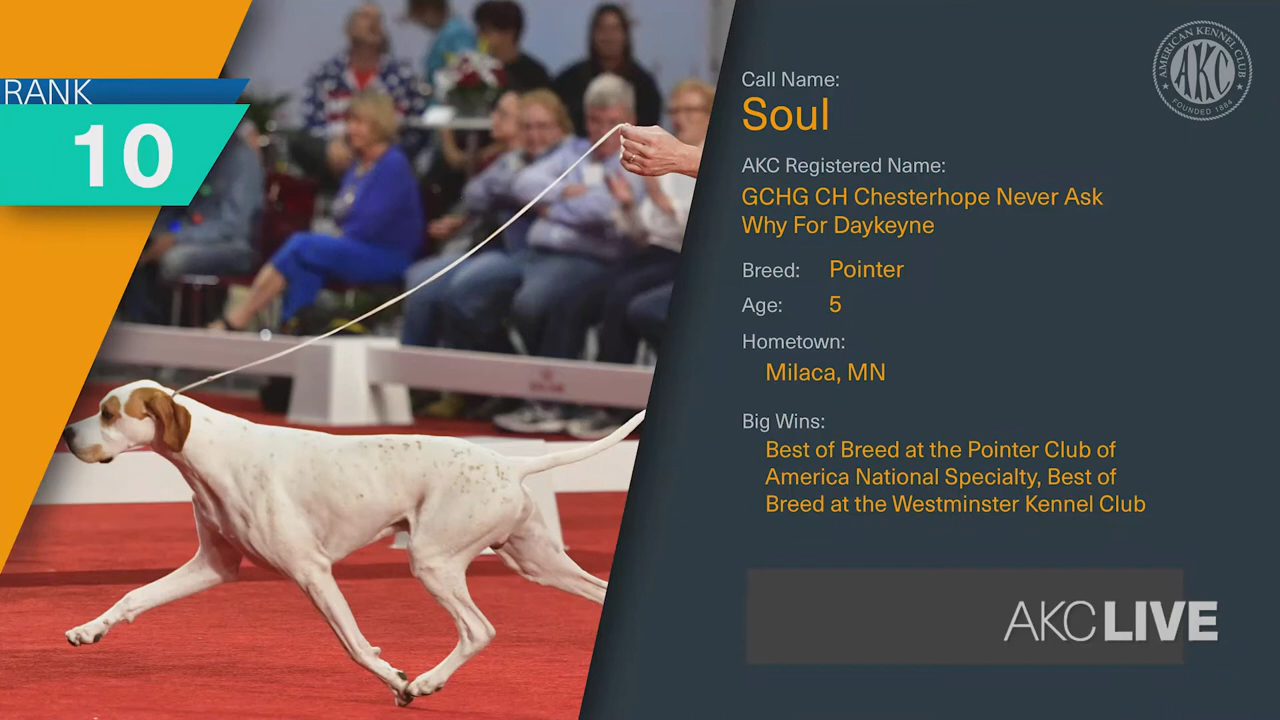 RANK
10
AMERICAN KENNEL CLUB
AKC
FOUNDED 1884
Call Name:
Soul
AKC Registered Name:
GCHG CH Chesterhope Never Ask
Why For Daykeyne
Breed: Pointer
Age: 5
Hometown:
Milaca, MN
Big Wins:
Best of Breed at the Pointer Club of
America National Specialty, Best of
Breed at the Westminster Kennel Club
AKC LIVE